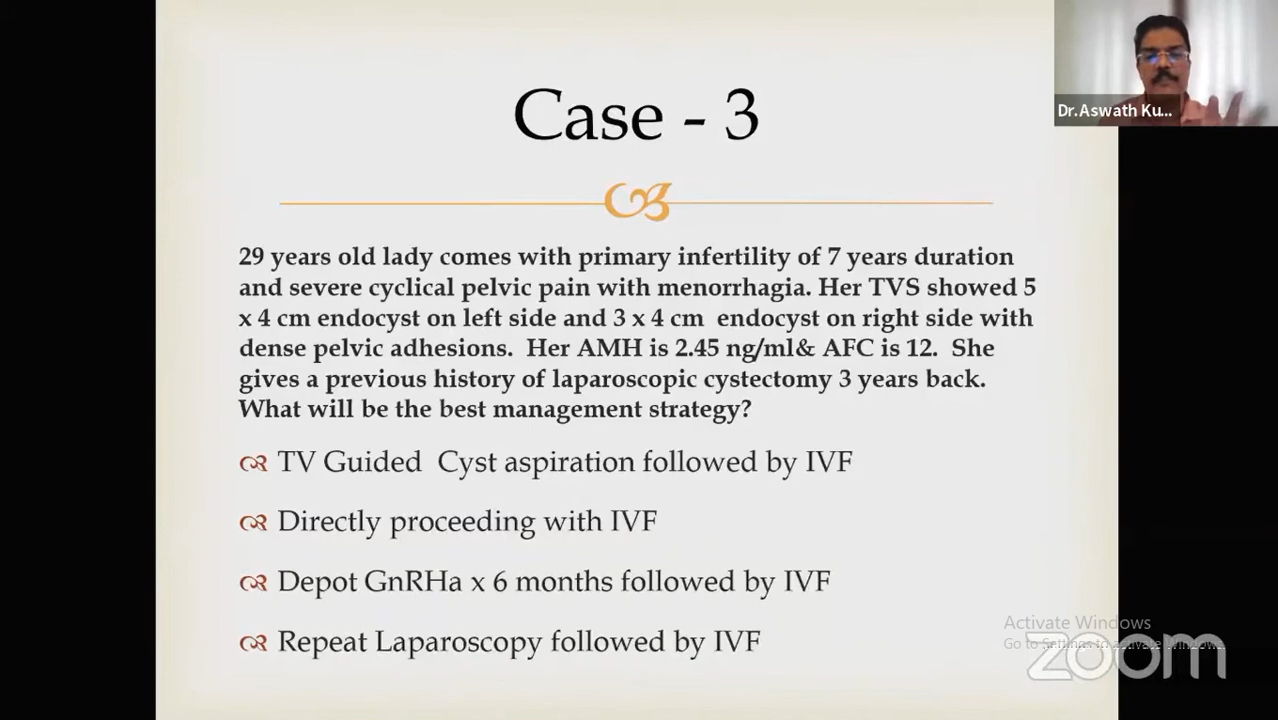 Case - 3
Dr.Aswath Ku...
29 years old lady comes with primary infertility of 7 years duration
and severe cyclical pelvic pain with menorrhagia. Her TVS showed 5
x 4 cm endocyst on left side and 3 x 4 cm endocyst on right side with
dense pelvic adhesions. Her AMH is 2.45 ng/ml& AFC is 12. She
gives a previous history of laparoscopic cystectomy 3 years back.
What will be the best management strategy?
TV Guided Cyst aspiration followed by IVF
Directly proceeding with IVF
Depot GnRHa x 6 months followed by IVF
Repeat Laparoscopy followed by IVF
Activate Windows
Go to Settings to activate Windows.
zoom